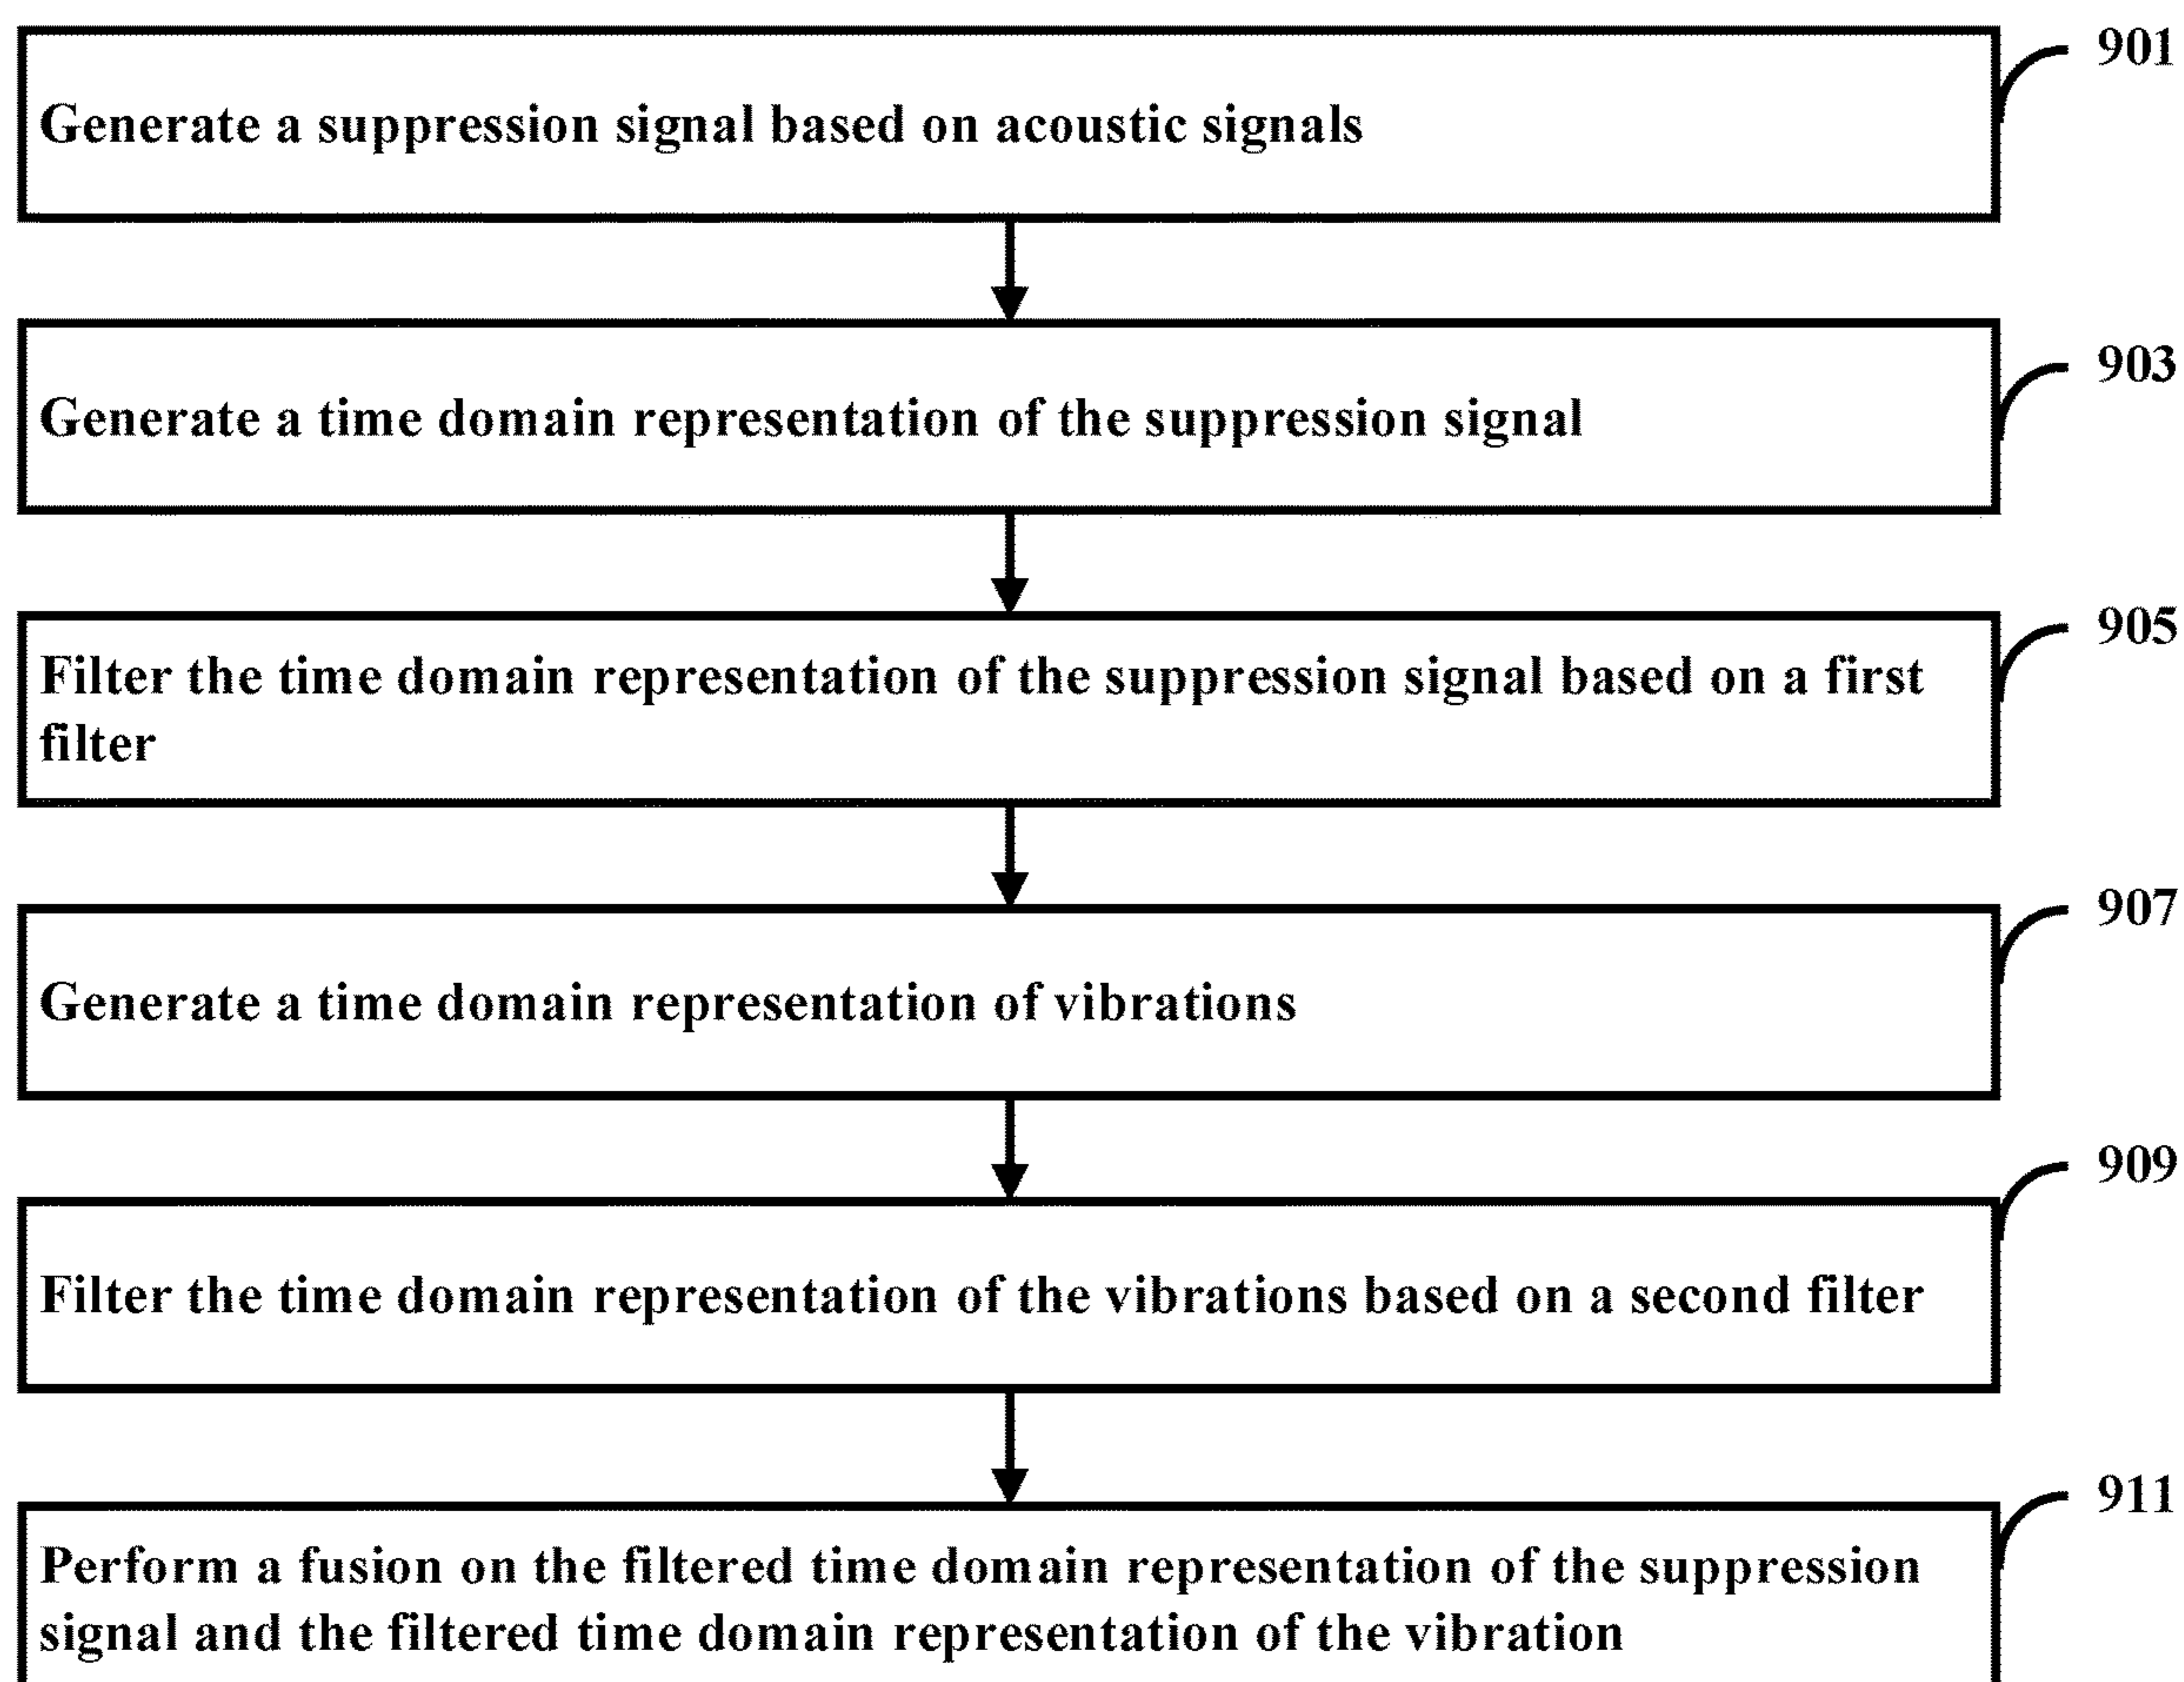 901
Generate a suppression signal based on acoustic signals
903
Generate a time domain representation of the suppression signal
905
Filter the time domain representation of the suppression signal based on a first
filter
907
Generate a time domain representation of vibrations
909
Filter the time domain representation of the vibrations based on a second filter
911
Perform a fusion on the filtered time domain representation of the suppression
signal and the filtered time domain representation of the vibration